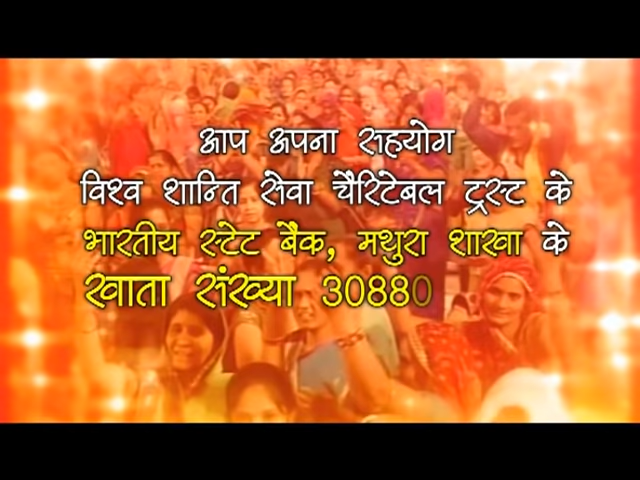 आप अपना सहयोग
विश्व शान्ति सेवा चैरिटेबल ट्रस्ट के
भारतीय स्टेट बैंक, मथुरा शाखा के
खाता संख्या 30880